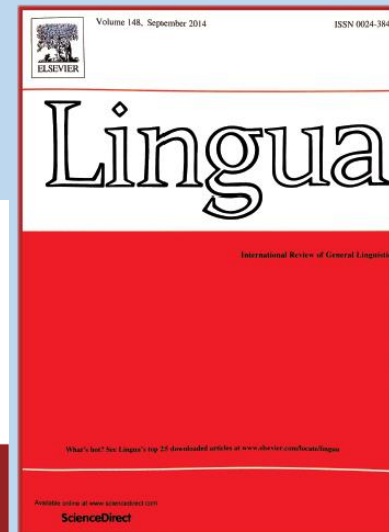 Volume 148, September 2014
ISSN 0024-384
ELSEVIER
Lingua
International Review of General Linguistic
What's hot? See Lingua's top 25 downloaded articles at www.elsevier.com/locate/lingua
Available online at www.sciencedirect.com
ScienceDirect